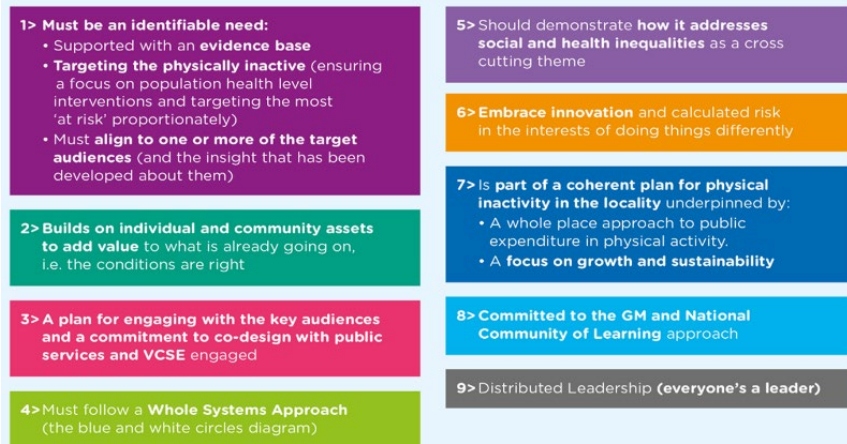 1> Must be an identifiable need:
• Supported with an evidence base
• Targeting the physically inactive (ensuring
a focus on population health level
interventions and targeting the most
‘at risk’ proportionately)
• Must align to one or more of the target
audiences (and the insight that has been
developed about them)
2> Builds on individual and community assets
to add value to what is already going on,
i.e. the conditions are right
3> A plan for engaging with the key audiences
and a commitment to co-design with public
services and VCSE engaged
4> Must follow a Whole Systems Approach
(the blue and white circles diagram)
5> Should demonstrate how it addresses
social and health inequalities as a cross
cutting theme
6> Embrace innovation and calculated risk
in the interests of doing things differently
7> Is part of a coherent plan for physical
inactivity in the locality underpinned by:
• A whole place approach to public
expenditure in physical activity.
• A focus on growth and sustainability
8> Committed to the GM and National
Community of Learning approach
9> Distributed Leadership (everyone’s a leader)